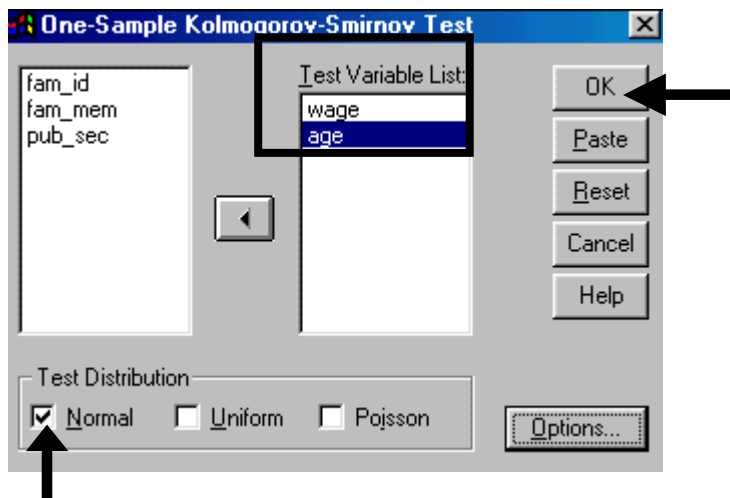 One-Sample Kolmogorov-Smirnov Test
fam_id
fam_mem
pub_sec
Test Variable List:
wage
age
OK
Paste
Reset
Cancel
Help
Test Distribution
Normal
Uniform
Poisson
Options...